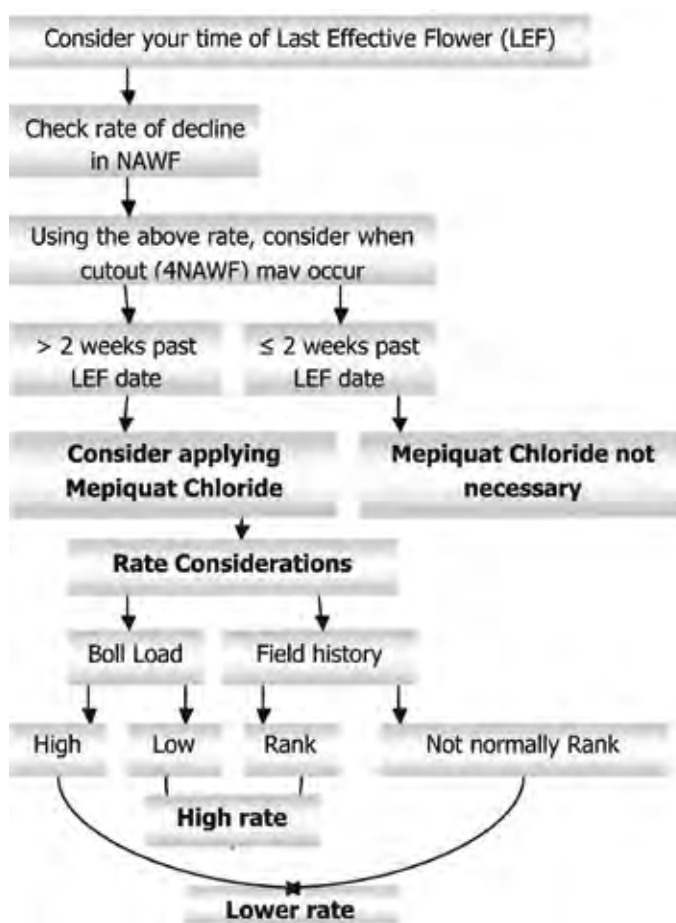 Consider your time of Last Effective Flower (LEF)
Check rate of decline
in NAWF
Using the above rate, consider when
cutout (4NAWF) may occur
> 2 weeks past
LEF date
≤ 2 weeks past
LEF date
Consider applying
Mepiquat Chloride
Mepiquat Chloride not
necessary
Rate Considerations
Boll Load
Field history
High
Low
Rank
Not normally Rank
High rate
Lower rate